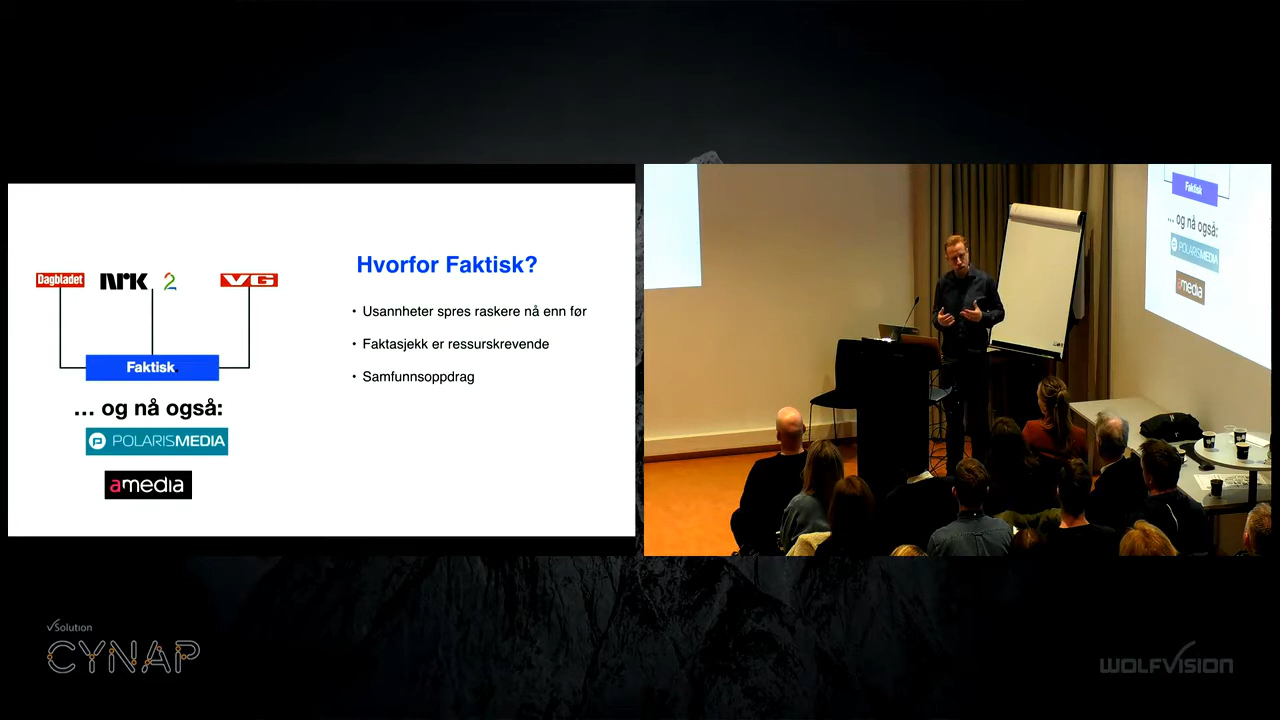 Dagbladet
NRK
2
VG
Faktisk.
... og nå også:
POLARISMEDIA
amedia
Hvorfor Faktisk?
• Usannheter spres raskere nå enn før
• Faktasjekk er ressurskrevende
• Samfunnsoppdrag
Faktisk
... og nå også:
POLARISMEDIA
amedia
vSolution
CYNAP
WOLFVISION